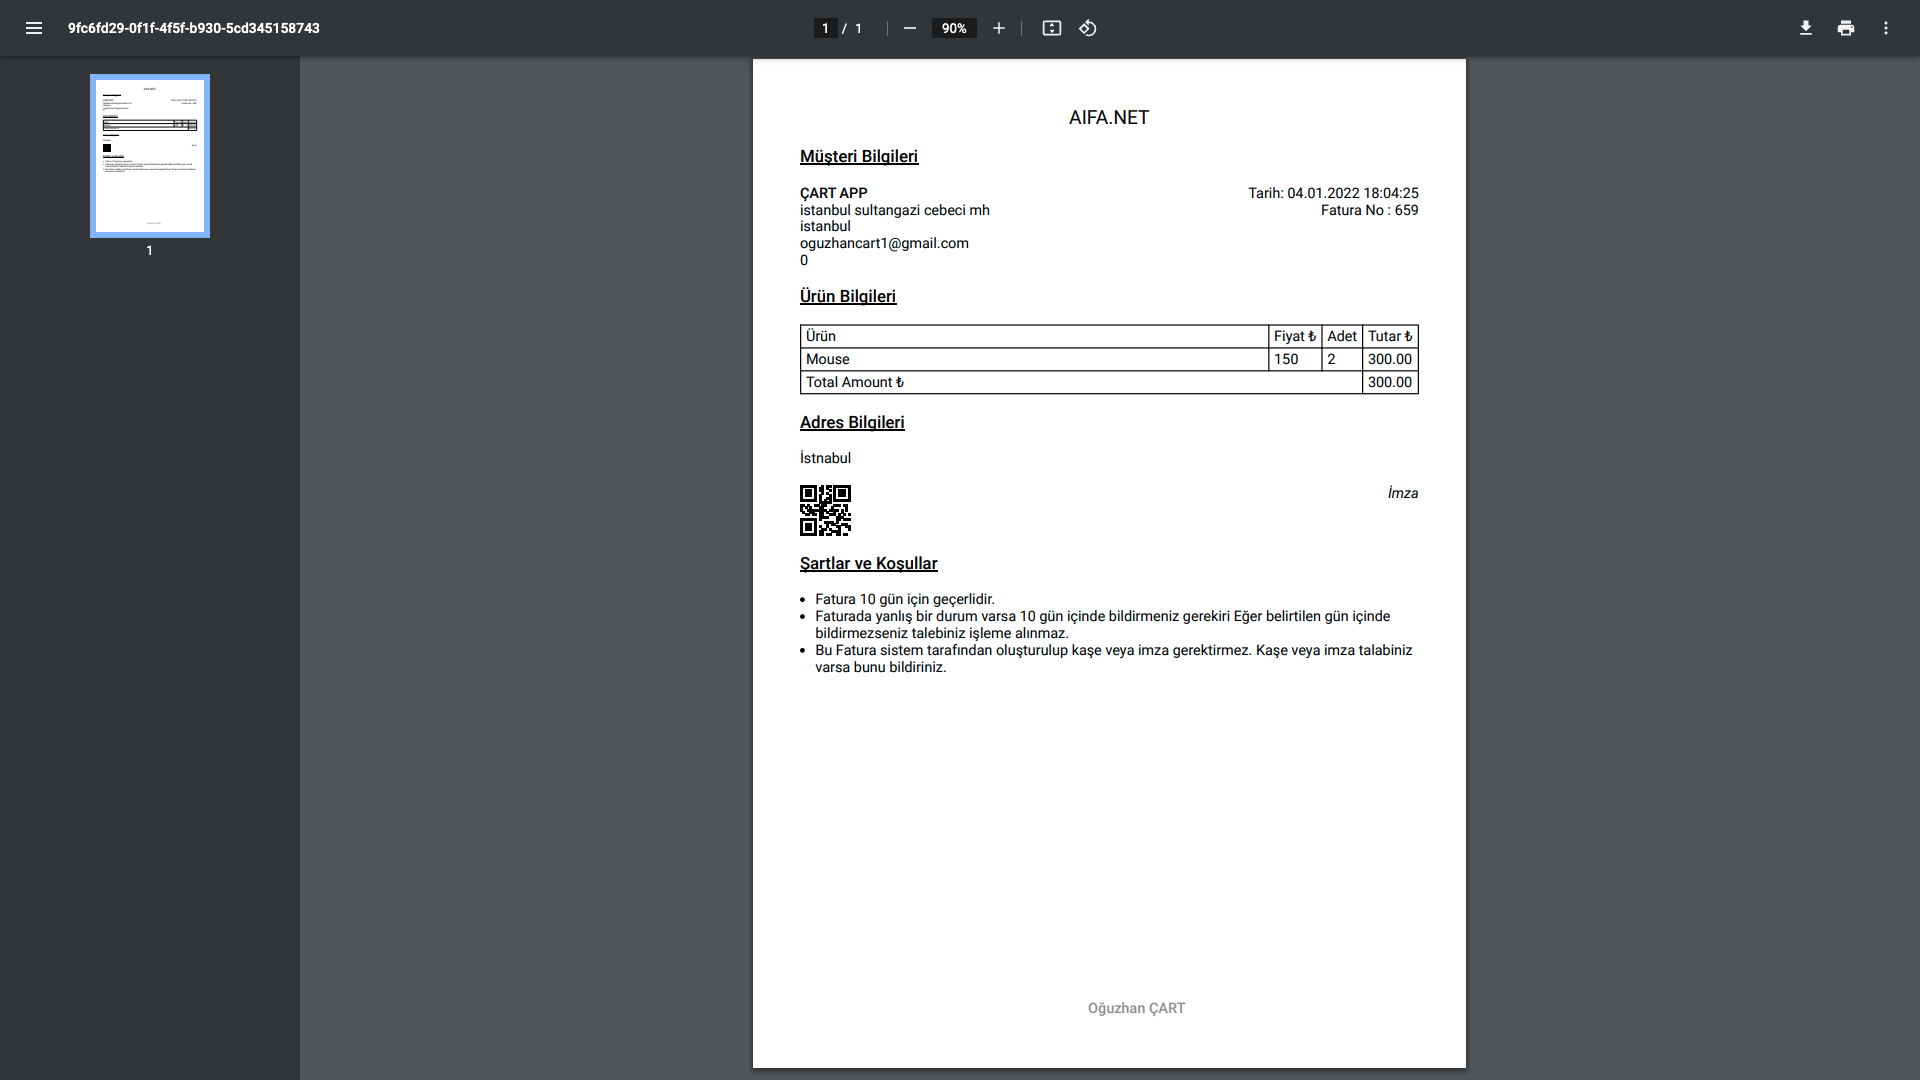 9fc6fd29-0f1f-4f5f-b930-5cd345158743
1 / 1
90%
1
AIFA.NET
Müşteri Bilgileri
ÇART APP
Tarih: 04.01.2022 18:04:25
istanbul sultangazi cebeci mh
Fatura No : 659
istanbul
oguzhancart1@gmail.com
0
Ürün Bilgileri
Ürün Fiyat ₺ Adet Tutar ₺
Mouse 150 2 300.00
Total Amount ₺ 300.00
Adres Bilgileri
İstnabul
İmza
Şartlar ve Koşullar
• Fatura 10 gün için geçerlidir.
• Faturada yanlış bir durum varsa 10 gün içinde bildirmeniz gerekiri Eğer belirtilen gün içinde
bildirmezseniz talebiniz işleme alınmaz.
• Bu Fatura sistem tarafından oluşturulup kaşe veya imza gerektirmez. Kaşe veya imza talabiniz
varsa bunu bildiriniz.
Oğuzhan ÇART